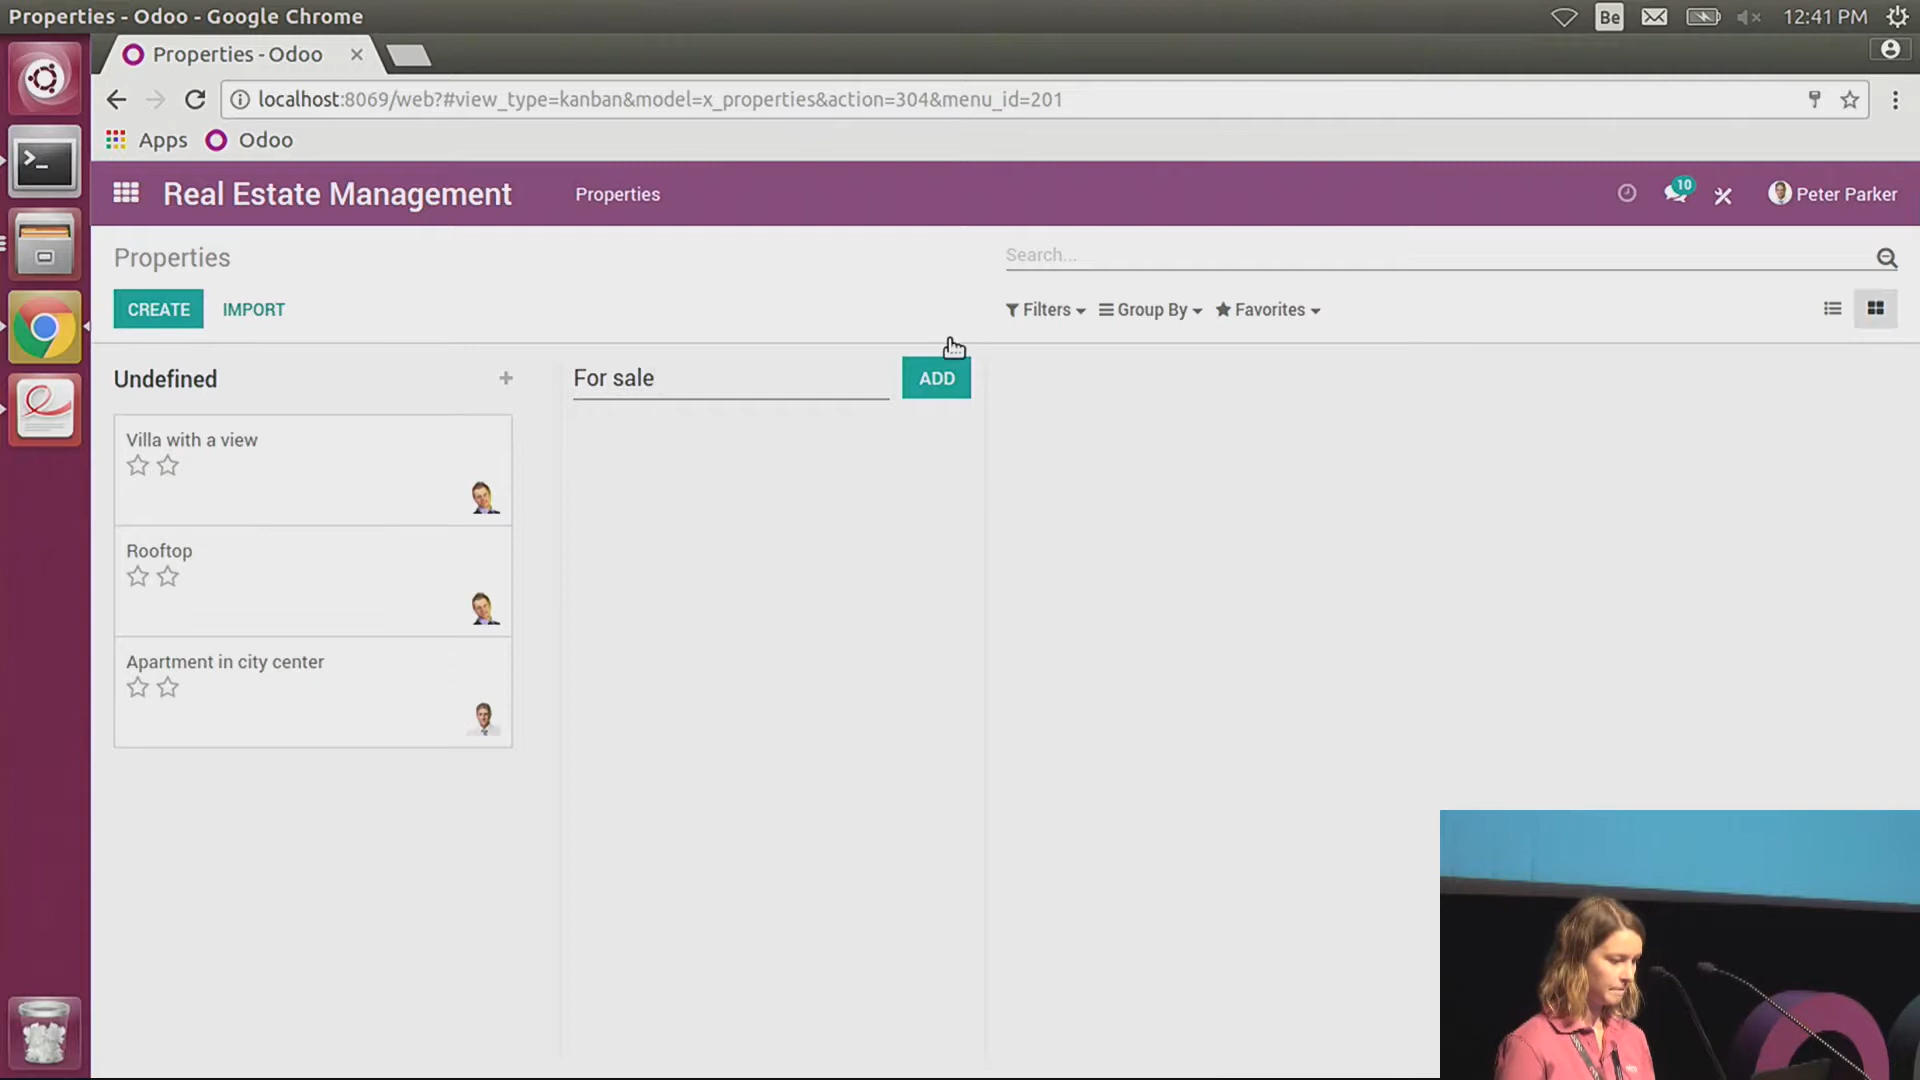 Properties - Odoo - Google Chrome
Be
12:41 PM
Properties - Odoo
localhost:8069/web?#view_type=kanban&model=x_properties&action=304&menu_id=201
Apps
Odoo
Real Estate Management
Properties
10
Peter Parker
Properties
Search...
CREATE
IMPORT
Filters
Group By
Favorites
Undefined
+
For sale
ADD
Villa with a view
Rooftop
Apartment in city center